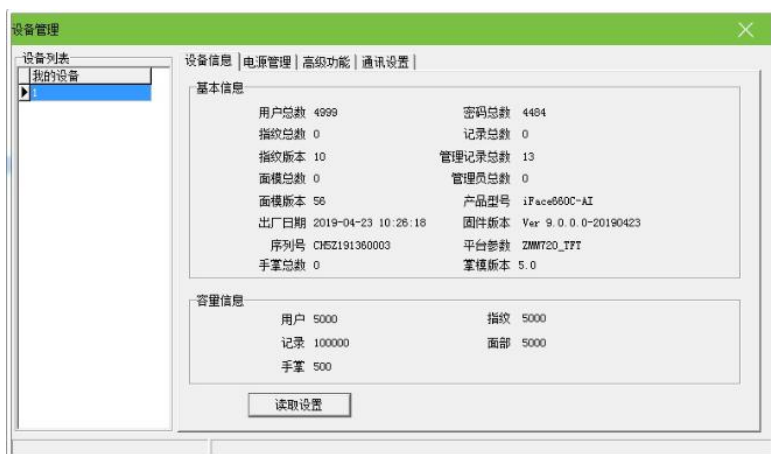 设备管理
设备列表
我的设备
1
设备信息 电源管理 高级功能 通讯设置
基本信息
用户总数 4999 密码总数 4484
指纹总数 0 记录总数 0
指纹版本 10 管理记录总数 13
面模总数 0 管理员总数 0
面模版本 56 产品型号 iFace660C-AI
出厂日期 2019-04-23 10:26:18 固件版本 Ver 9.0.0.0-20190423
序列号 CH5Z191360003 平台参数 ZMM720_TFT
手掌总数 0 掌模版本 5.0
容量信息
用户 5000 指纹 5000
记录 100000 面部 5000
手掌 500
读取设置